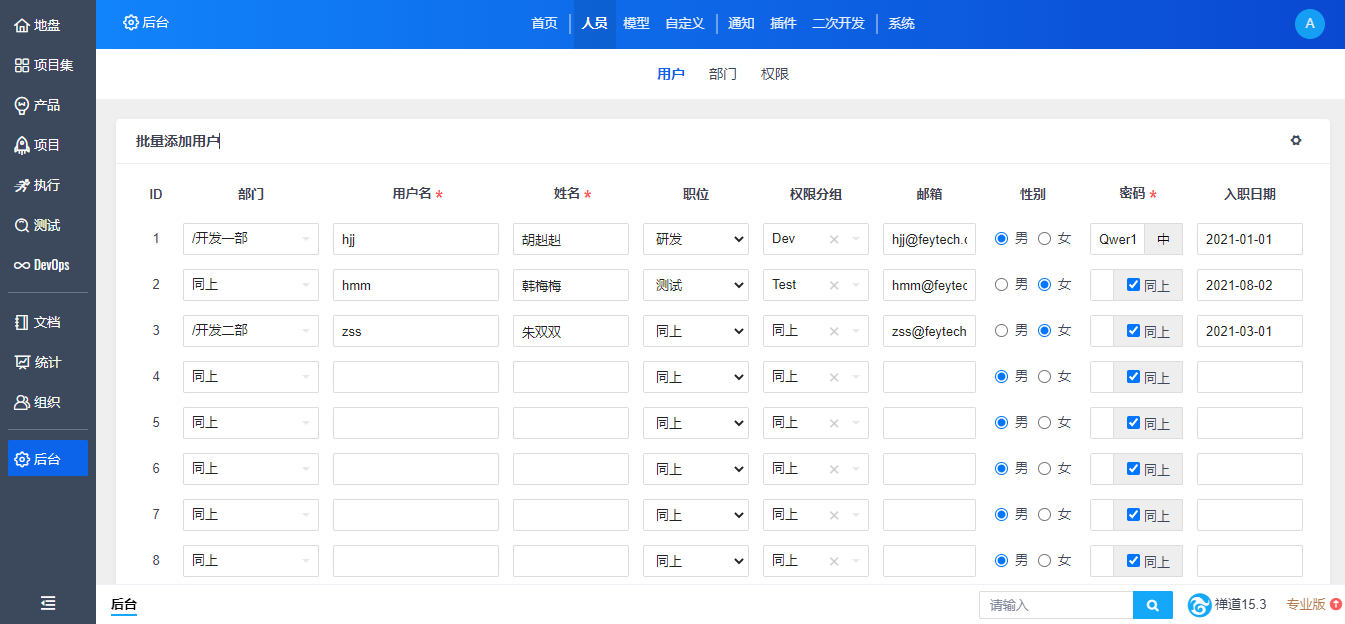 地盘
项目集
产品
项目
执行
测试
DevOps
文档
统计
组织
后台
后台
首页 人员 模型 自定义 通知 插件 二次开发 系统
A
用户 部门 权限
批量添加用户
ID 部门 用户名 * 姓名 * 职位 权限分组 邮箱 性别 密码 * 入职日期
1 /开发一部 hjj 胡赳赳 研发 Dev hjj@feytech.c 男 女 Qwer1 中 2021-01-01
2 同上 hmm 韩梅梅 测试 Test hmm@feytec 男 女 同上 2021-08-02
3 /开发二部 zss 朱双双 同上 同上 zss@feytech 男 女 同上 2021-03-01
4 同上 同上 同上 男 女 同上
5 同上 同上 同上 男 女 同上
6 同上 同上 同上 男 女 同上
7 同上 同上 同上 男 女 同上
8 同上 同上 同上 男 女 同上
后台 请输入 禅道15.3 专业版